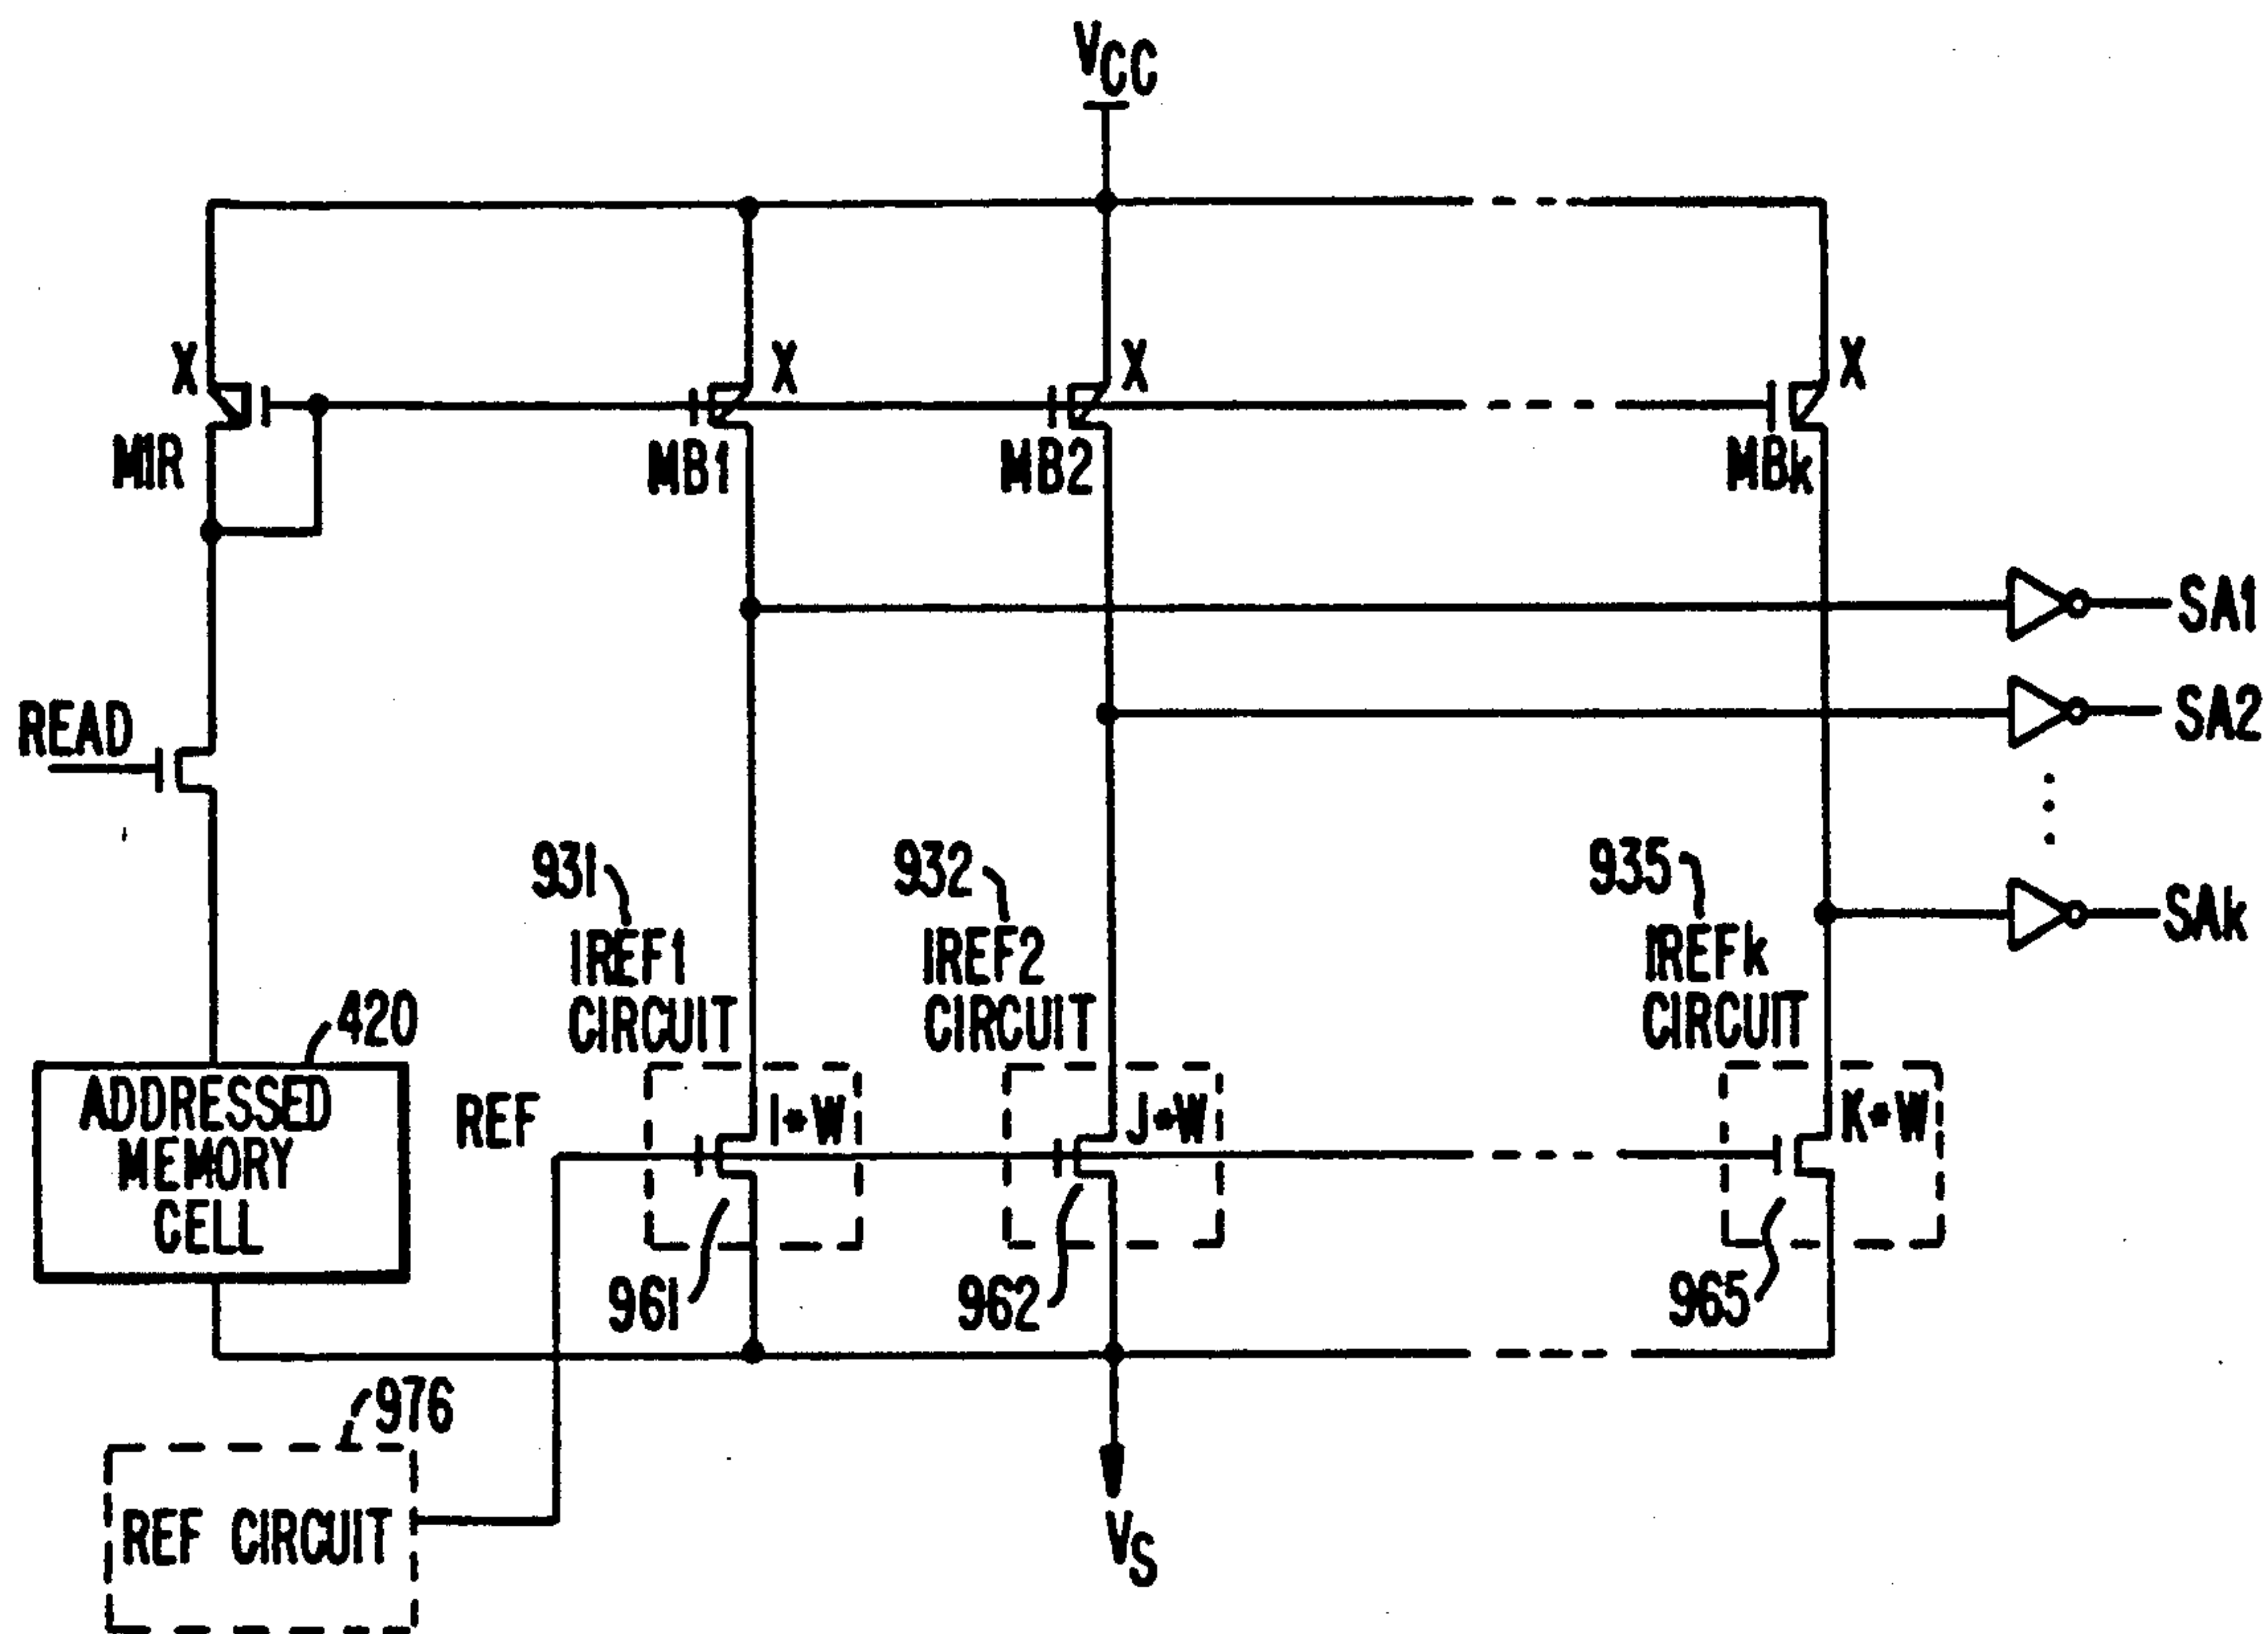 VCC
X
X
X
X
M1R
MB1
MB2
MBk
SA1
READ
SA2
931
932
935
SAk
IREF1
CIRCUIT
IREF2
CIRCUIT
IREFk
CIRCUIT
420
ADDRESSED
MEMORY
CELL
REF
I*W
J*W
K*W
961
962
965
976
REF CIRCUIT
VS